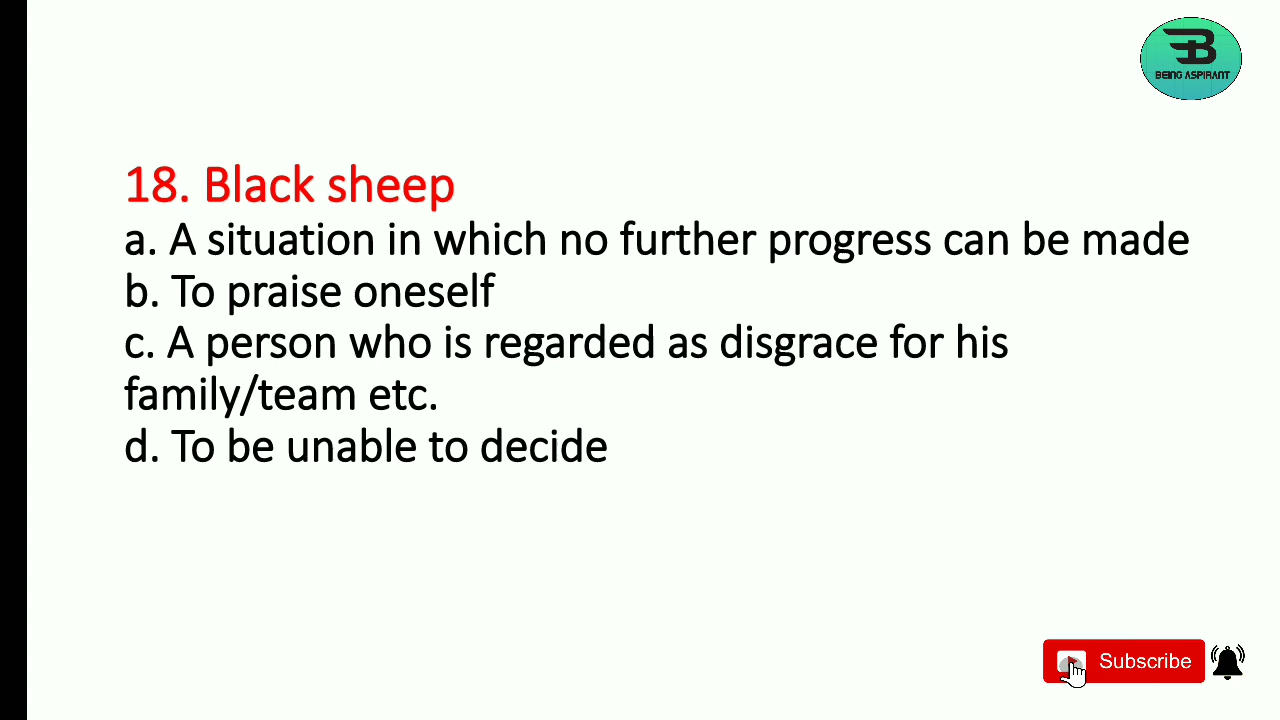 BEING ASPIRANT
18. Black sheep
a. A situation in which no further progress can be made
b. To praise oneself
c. A person who is regarded as disgrace for his
family/team etc.
d. To be unable to decide
Subscribe